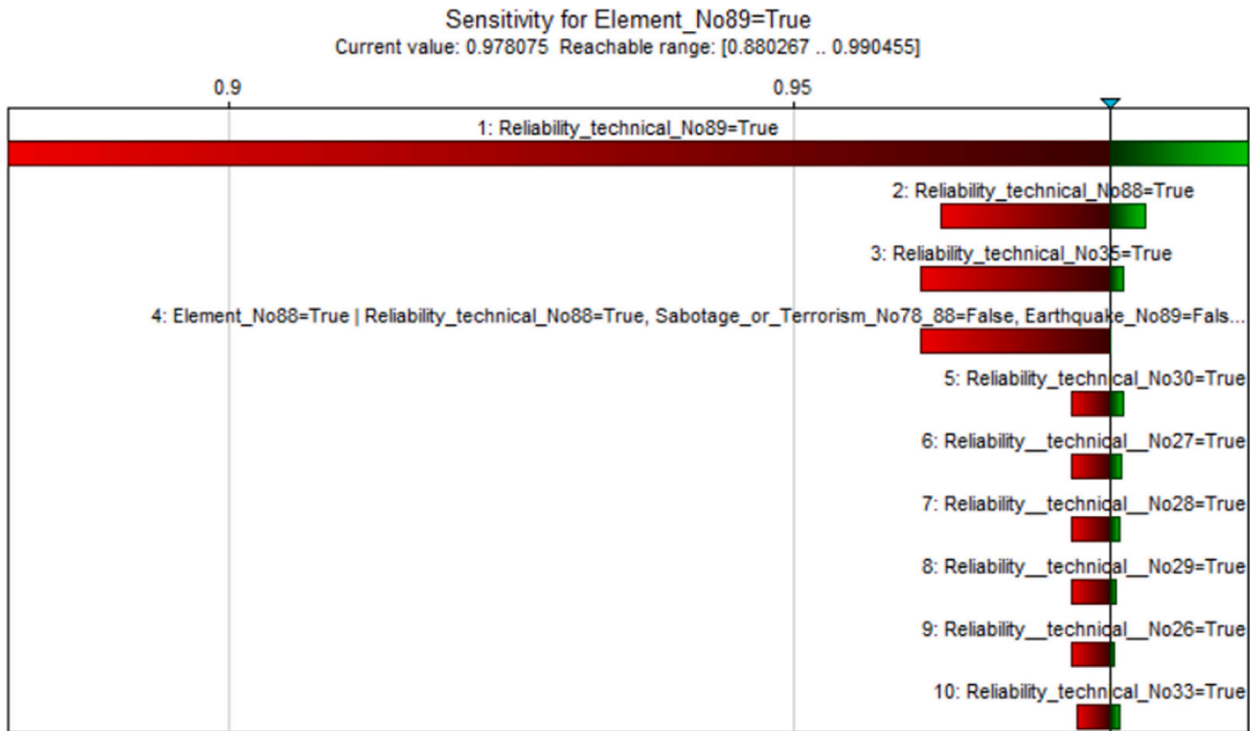 Sensitivity for Element_No89=True
Current value: 0.978075 Reachable range: [0.880267 .. 0.990455]
0.9 0.95
1: Reliability_technical_No89=True
2: Reliability_technical_No88=True
3: Reliability_technical_No35=True
4: Element_No88=True | Reliability_technical_No88=True, Sabotage_or_Terrorism_No78_88=False, Earthquake_No89=Fals...
5: Reliability_technical_No30=True
6: Reliability__technical__No27=True
7: Reliability__technical__No28=True
8: Reliability__technical__No29=True
9: Reliability__technical__No26=True
10: Reliability_technical_No33=True